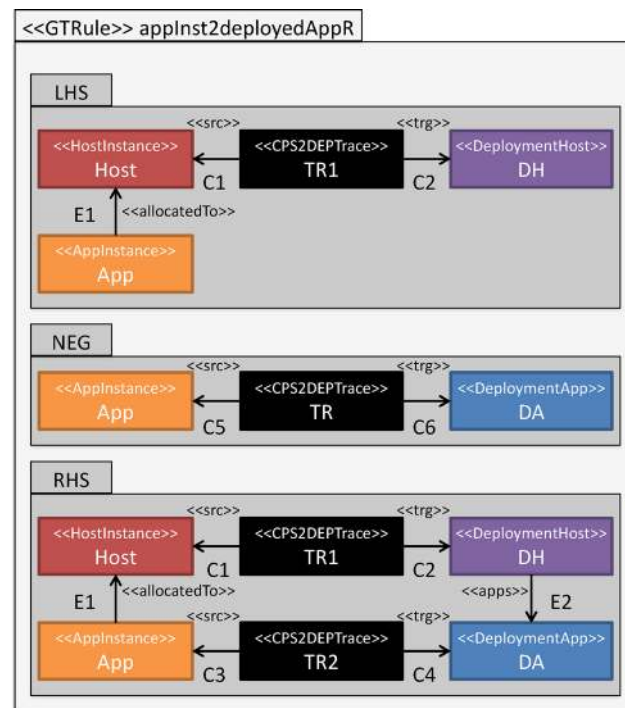 <<GTRule>> appInst2deployedAppR
LHS
<<src>> <<trg>>
<<HostInstance>> <<CPS2DEPTrace>> <<DeploymentHost>>
Host TR1 DH
C1 C2
E1 <<allocatedTo>>
<<AppInstance>>
App
NEG
<<src>> <<trg>>
<<AppInstance>> <<CPS2DEPTrace>> <<DeploymentApp>>
App TR DA
C5 C6
RHS
<<src>> <<trg>>
<<HostInstance>> <<CPS2DEPTrace>> <<DeploymentHost>>
Host TR1 DH
C1 C2
E1 <<allocatedTo>> <<apps>> E2
<<src>> <<trg>>
<<AppInstance>> <<CPS2DEPTrace>> <<DeploymentApp>>
App TR2 DA
C3 C4